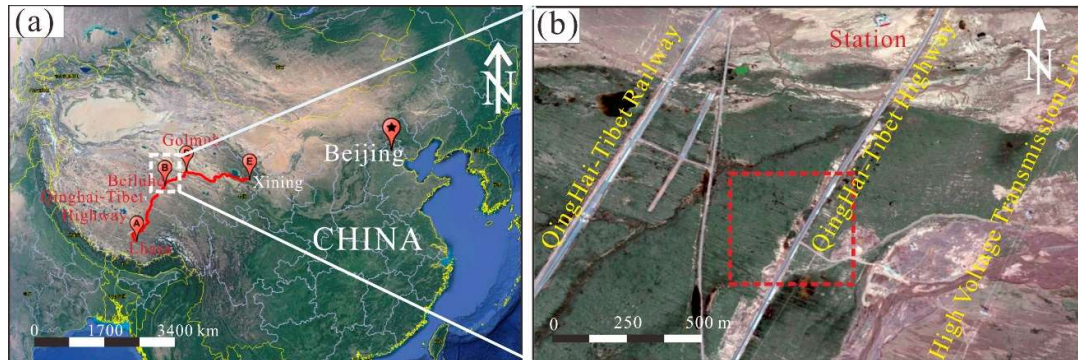 (a)
N
Golmub
B
E
Beijing
Xining
Beiluhe
Qinghai-Tibet
Highway
A
Lhasa
CHINA
0 1700 3400 km
(b)
Station
N
QingHai-Tibet Railway
QingHai-Tibet Highway
High Voltage Transmission Lin
0 250 500 m